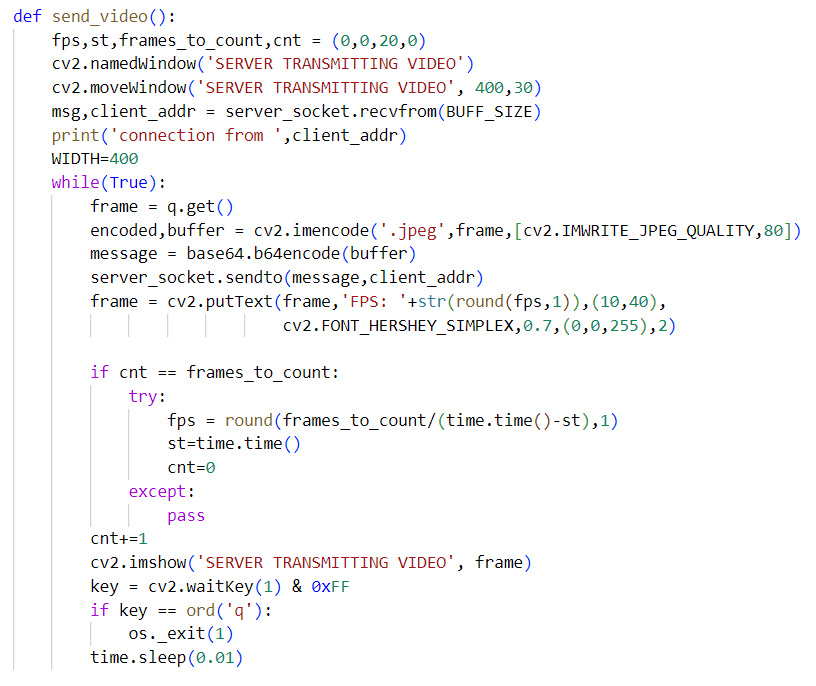 def send_video():
    fps,st,frames_to_count,cnt = (0,0,20,0)
    cv2.namedWindow('SERVER TRANSMITTING VIDEO')
    cv2.moveWindow('SERVER TRANSMITTING VIDEO', 400,30)
    msg,client_addr = server_socket.recvfrom(BUFF_SIZE)
    print('connection from ',client_addr)
    WIDTH=400
    while(True):
        frame = q.get()
        encoded,buffer = cv2.imencode('.jpeg',frame,[cv2.IMWRITE_JPEG_QUALITY,80])
        message = base64.b64encode(buffer)
        server_socket.sendto(message,client_addr)
        frame = cv2.putText(frame,'FPS: '+str(round(fps,1)),(10,40),
                            cv2.FONT_HERSHEY_SIMPLEX,0.7,(0,0,255),2)

        if cnt == frames_to_count:
            try:
                fps = round(frames_to_count/(time.time()-st),1)
                st=time.time()
                cnt=0
            except:
                pass
        cnt+=1
        cv2.imshow('SERVER TRANSMITTING VIDEO', frame)
        key = cv2.waitKey(1) & 0xFF
        if key == ord('q'):
            os._exit(1)
        time.sleep(0.01)